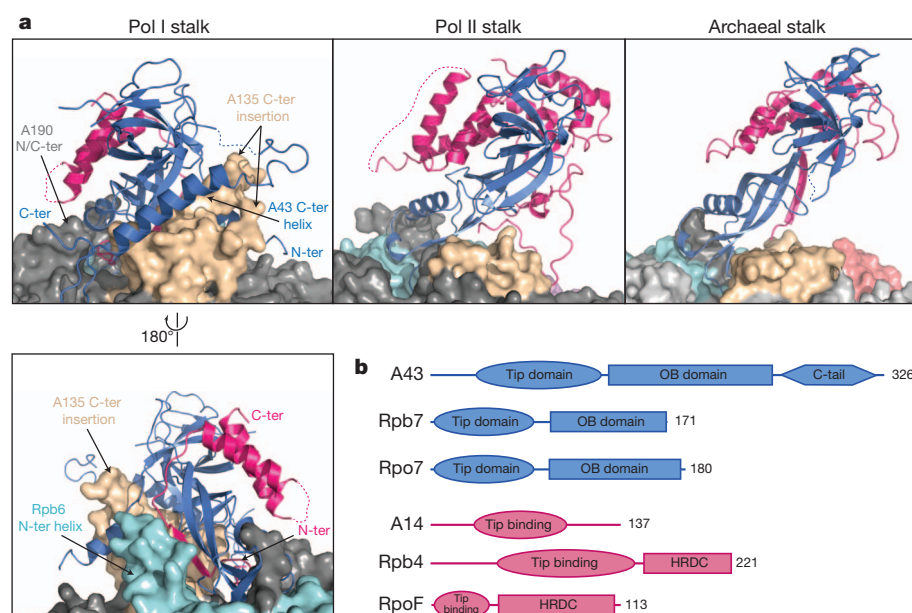 a
Pol I stalk
Pol II stalk
Archaeal stalk
A135 C-ter
insertion
A190
N/C-ter
C-ter
A43 C-ter
helix
N-ter
180°
A135 C-ter
insertion
C-ter
Rpb6
N-ter helix
N-ter
b
A43 Tip domain OB domain C-tail 326
Rpb7 Tip domain OB domain 171
Rpo7 Tip domain OB domain 180
A14 Tip binding 137
Rpb4 Tip binding HRDC 221
RpoF Tip binding HRDC 113